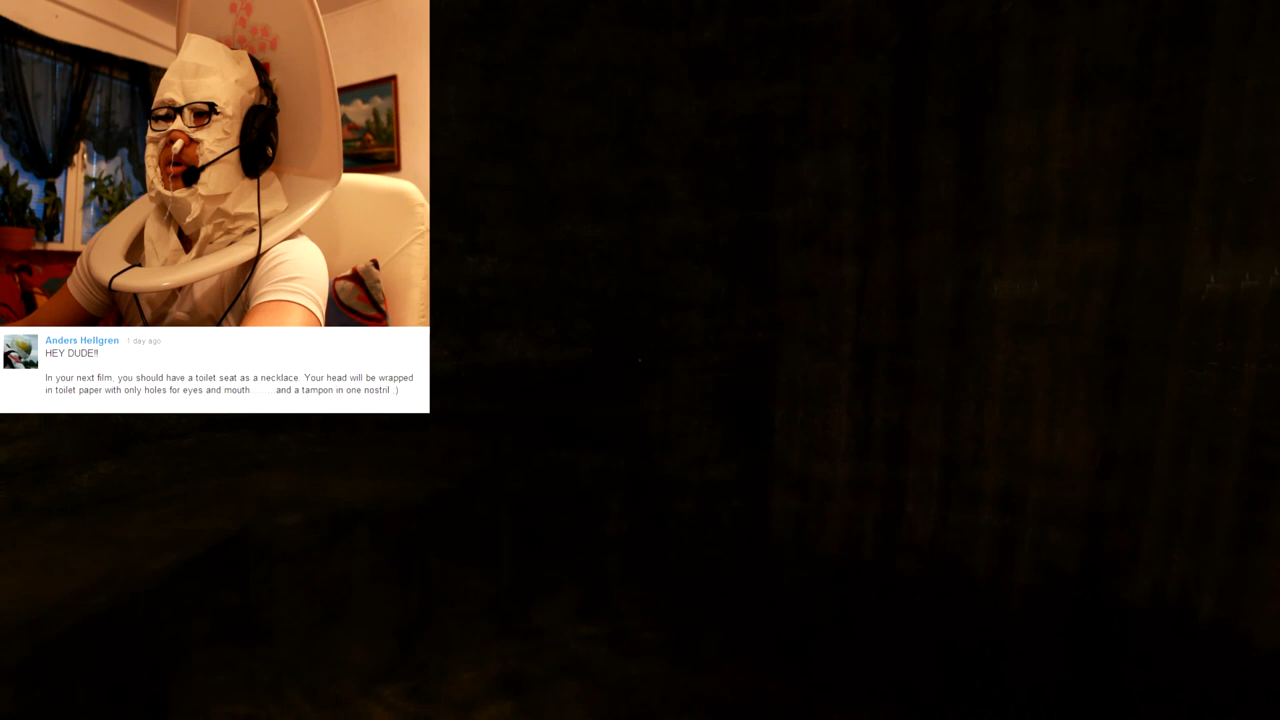 Anders Hellgren 1 day ago
HEY DUDE!!
In your next film, you should have a toilet seat as a necklace. Your head will be wrapped
in toilet paper with only holes for eyes and mouth.........and a tampon in one nostril :)